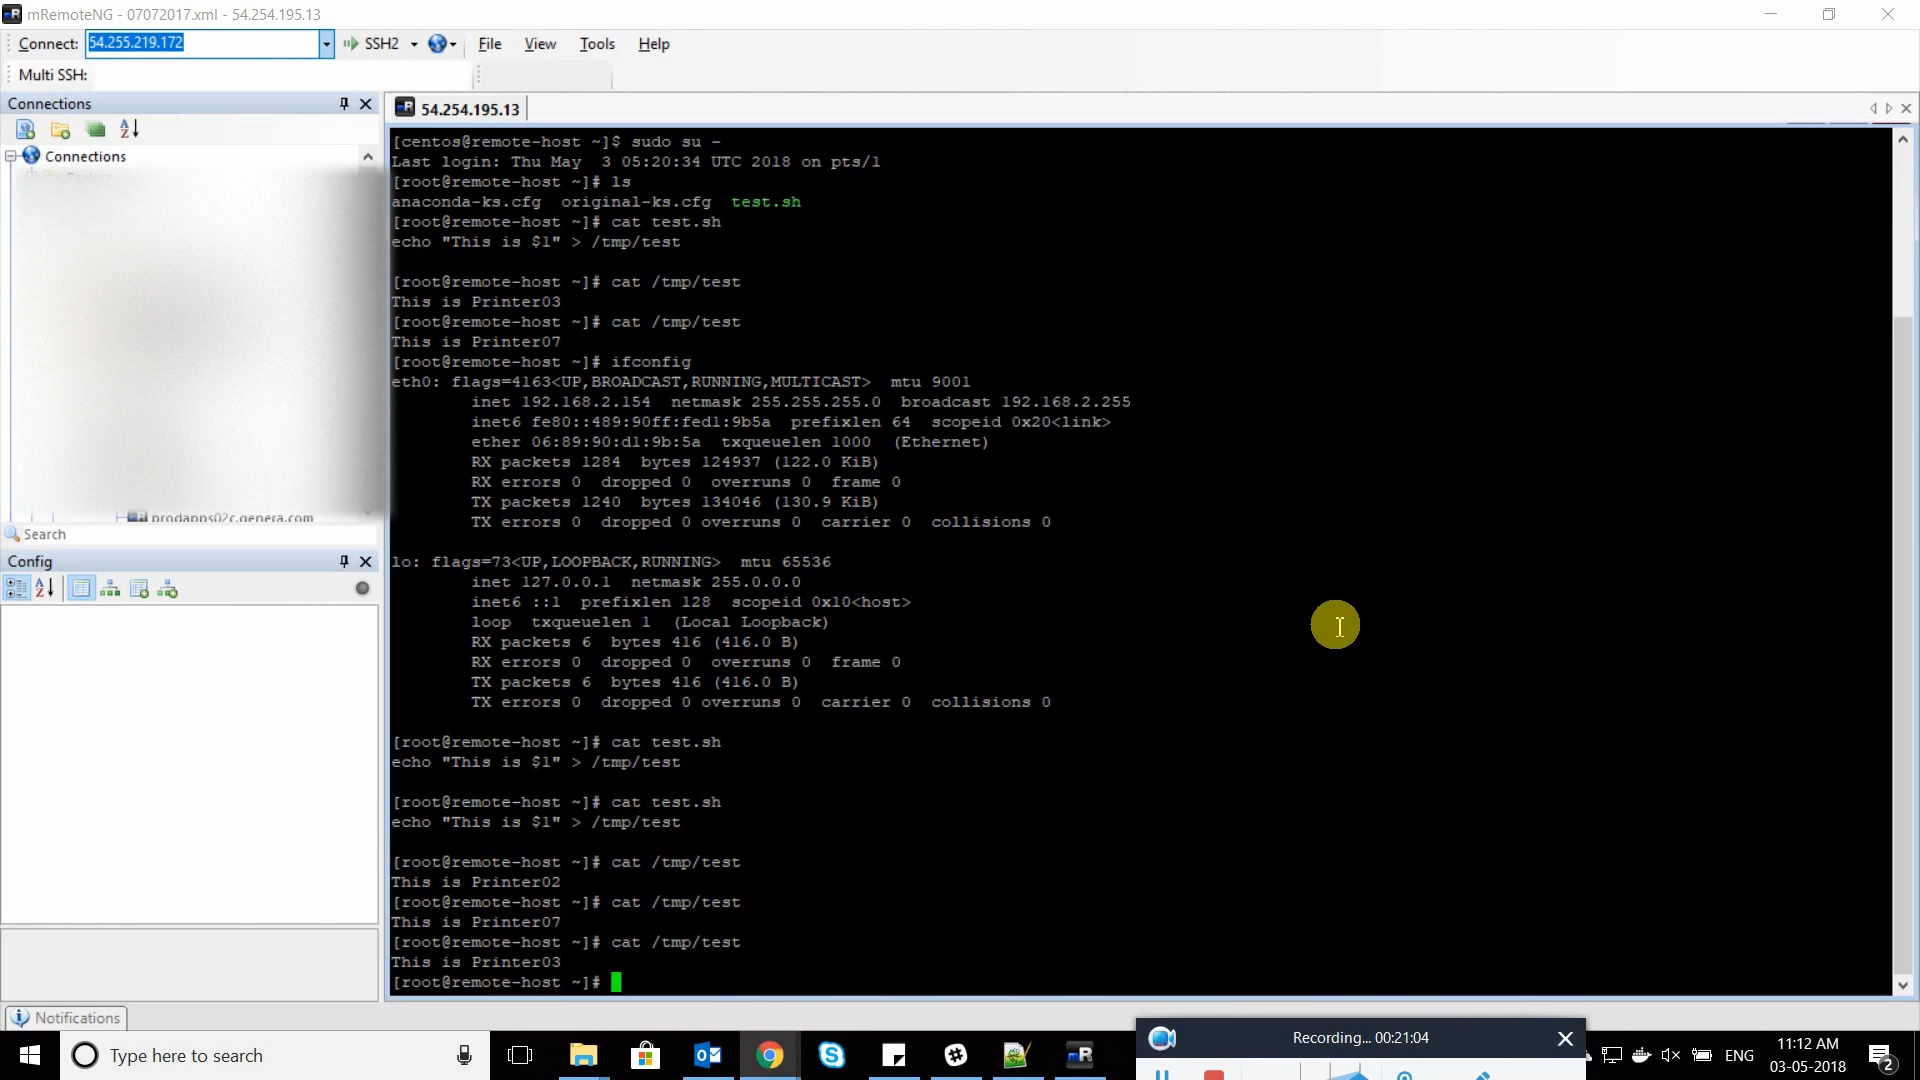 mRemoteNG - 07072017.xml - 54.254.195.13
Connect: 54.255.219.172 SSH2 File View Tools Help
Multi SSH:
Connections
54.254.195.13
Connections
prodapps02c.genera.com
Search
Config
[centos@remote-host ~]$ sudo su -
Last login: Thu May  3 05:20:34 UTC 2018 on pts/1
[root@remote-host ~]# ls
anaconda-ks.cfg  original-ks.cfg  test.sh
[root@remote-host ~]# cat test.sh
echo "This is $1" > /tmp/test
[root@remote-host ~]# cat /tmp/test
This is Printer03
[root@remote-host ~]# cat /tmp/test
This is Printer07
[root@remote-host ~]# ifconfig
eth0: flags=4163<UP,BROADCAST,RUNNING,MULTICAST>  mtu 9001
inet 192.168.2.154  netmask 255.255.255.0  broadcast 192.168.2.255
inet6 fe80::489:90ff:fed1:9b5a  prefixlen 64  scopeid 0x20<link>
ether 06:89:90:d1:9b:5a  txqueuelen 1000  (Ethernet)
RX packets 1284  bytes 124937 (122.0 KiB)
RX errors 0  dropped 0  overruns 0  frame 0
TX packets 1240  bytes 134046 (130.9 KiB)
TX errors 0  dropped 0 overruns 0  carrier 0  collisions 0
lo: flags=73<UP,LOOPBACK,RUNNING>  mtu 65536
inet 127.0.0.1  netmask 255.0.0.0
inet6 ::1  prefixlen 128  scopeid 0x10<host>
loop  txqueuelen 1  (Local Loopback)
RX packets 6  bytes 416 (416.0 B)
RX errors 0  dropped 0  overruns 0  frame 0
TX packets 6  bytes 416 (416.0 B)
TX errors 0  dropped 0 overruns 0  carrier 0  collisions 0
[root@remote-host ~]# cat test.sh
echo "This is $1" > /tmp/test
[root@remote-host ~]# cat test.sh
echo "This is $1" > /tmp/test
[root@remote-host ~]# cat /tmp/test
This is Printer02
[root@remote-host ~]# cat /tmp/test
This is Printer07
[root@remote-host ~]# cat /tmp/test
This is Printer03
[root@remote-host ~]#
Notifications
Recording... 00:21:04
Type here to search
ENG
11:12 AM
03-05-2018
2